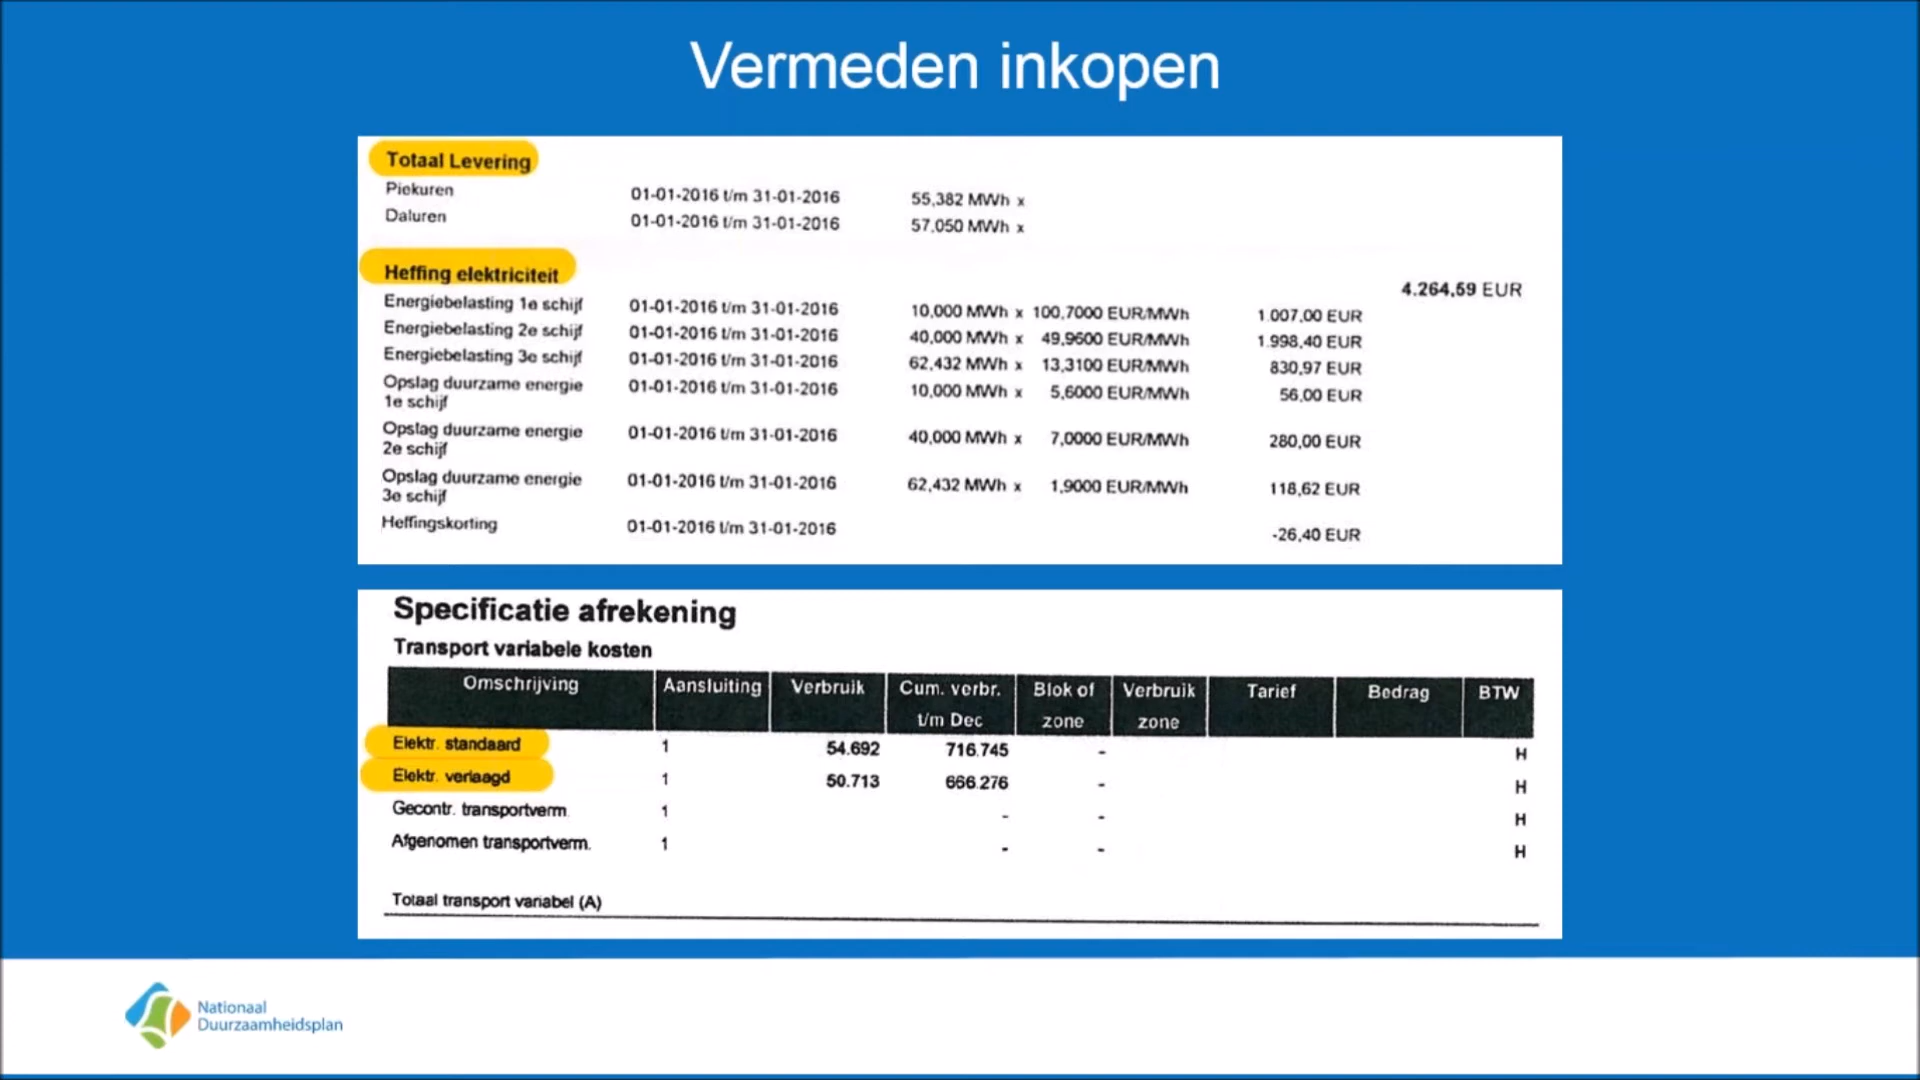 Vermeden inkopen
Totaal Levering
Piekuren 01-01-2016 t/m 31-01-2016 55,382 MWh x
Daluren 01-01-2016 t/m 31-01-2016 57,050 MWh x
Heffing elektriciteit 4.264,59 EUR
Energiebelasting 1e schijf 01-01-2016 t/m 31-01-2016 10,000 MWh x 100,7000 EUR/MWh 1.007,00 EUR
Energiebelasting 2e schijf 01-01-2016 t/m 31-01-2016 40,000 MWh x 49,9600 EUR/MWh 1.998,40 EUR
Energiebelasting 3e schijf 01-01-2016 t/m 31-01-2016 62,432 MWh x 13,3100 EUR/MWh 830,97 EUR
Opslag duurzame energie 01-01-2016 t/m 31-01-2016 10,000 MWh x 5,6000 EUR/MWh 56,00 EUR
1e schijf
Opslag duurzame energie 01-01-2016 t/m 31-01-2016 40,000 MWh x 7,0000 EUR/MWh 280,00 EUR
2e schijf
Opslag duurzame energie 01-01-2016 t/m 31-01-2016 62,432 MWh x 1,9000 EUR/MWh 118,62 EUR
3e schijf
Heffingskorting 01-01-2016 t/m 31-01-2016 -26,40 EUR
Specificatie afrekening
Transport variabele kosten
Omschrijving Aansluiting Verbruik Cum. verbr. Blok of Verbruik Tarief Bedrag BTW
t/m Dec zone zone
Elektr. standaard 1 54.692 716.745 - H
Elektr. verlaagd 1 50.713 666.276 - H
Gecontr. transportverm. 1 - - H
Afgenomen transportverm. 1 - - H
Totaal transport variabel (A)
Nationaal
Duurzaamheidsplan